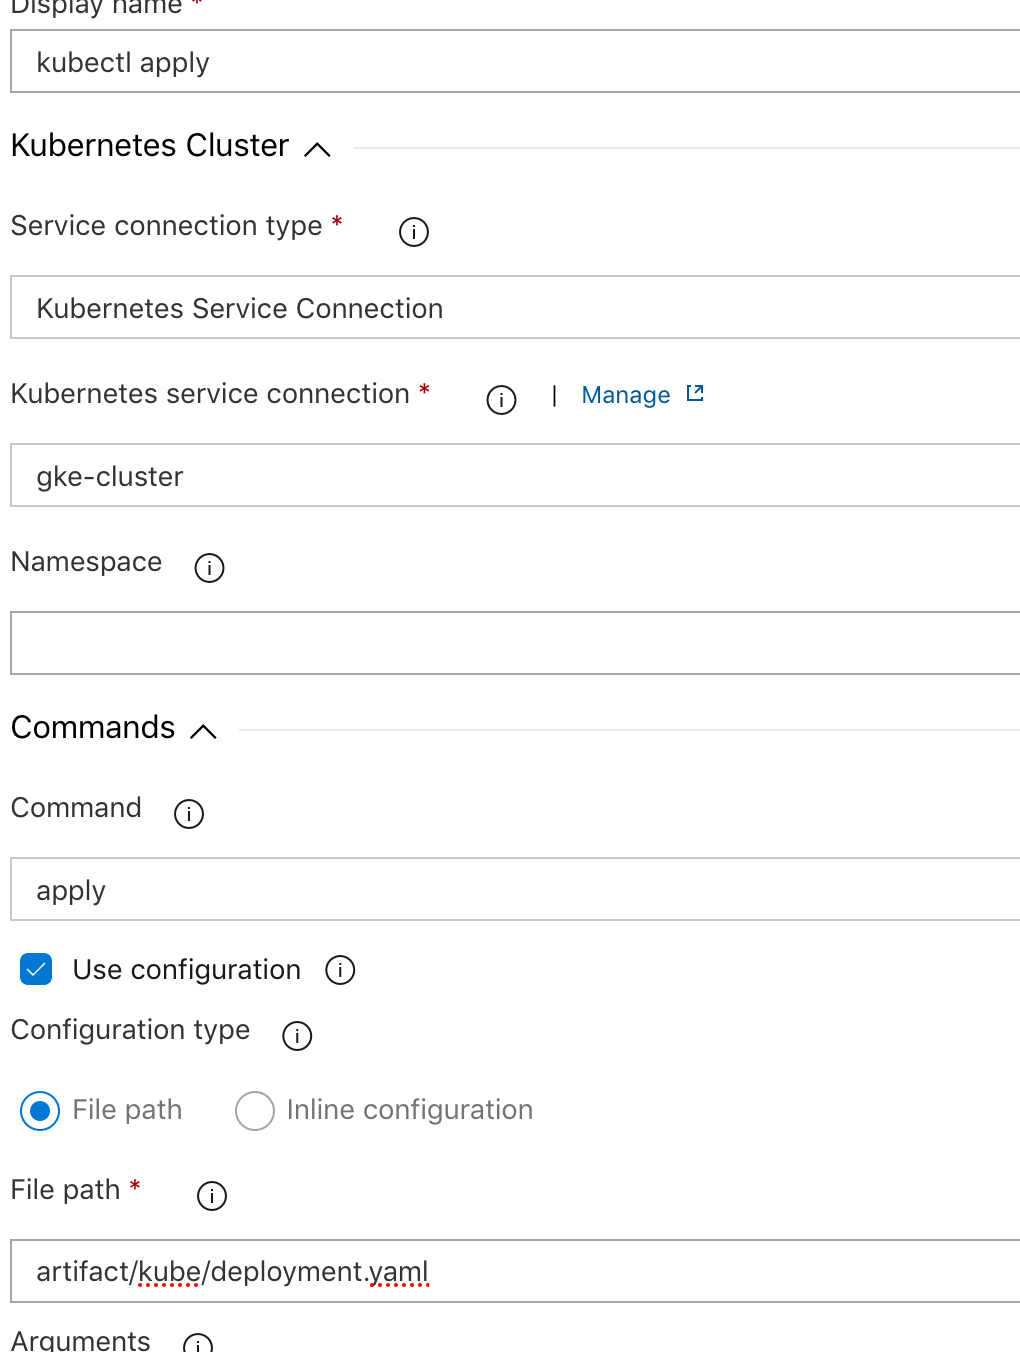 Display name *
kubectl apply
Kubernetes Cluster
Service connection type *
Kubernetes Service Connection
Kubernetes service connection * | Manage
gke-cluster
Namespace
Commands
Command
apply
Use configuration
Configuration type
File path Inline configuration
File path *
artifact/kube/deployment.yaml
Arguments